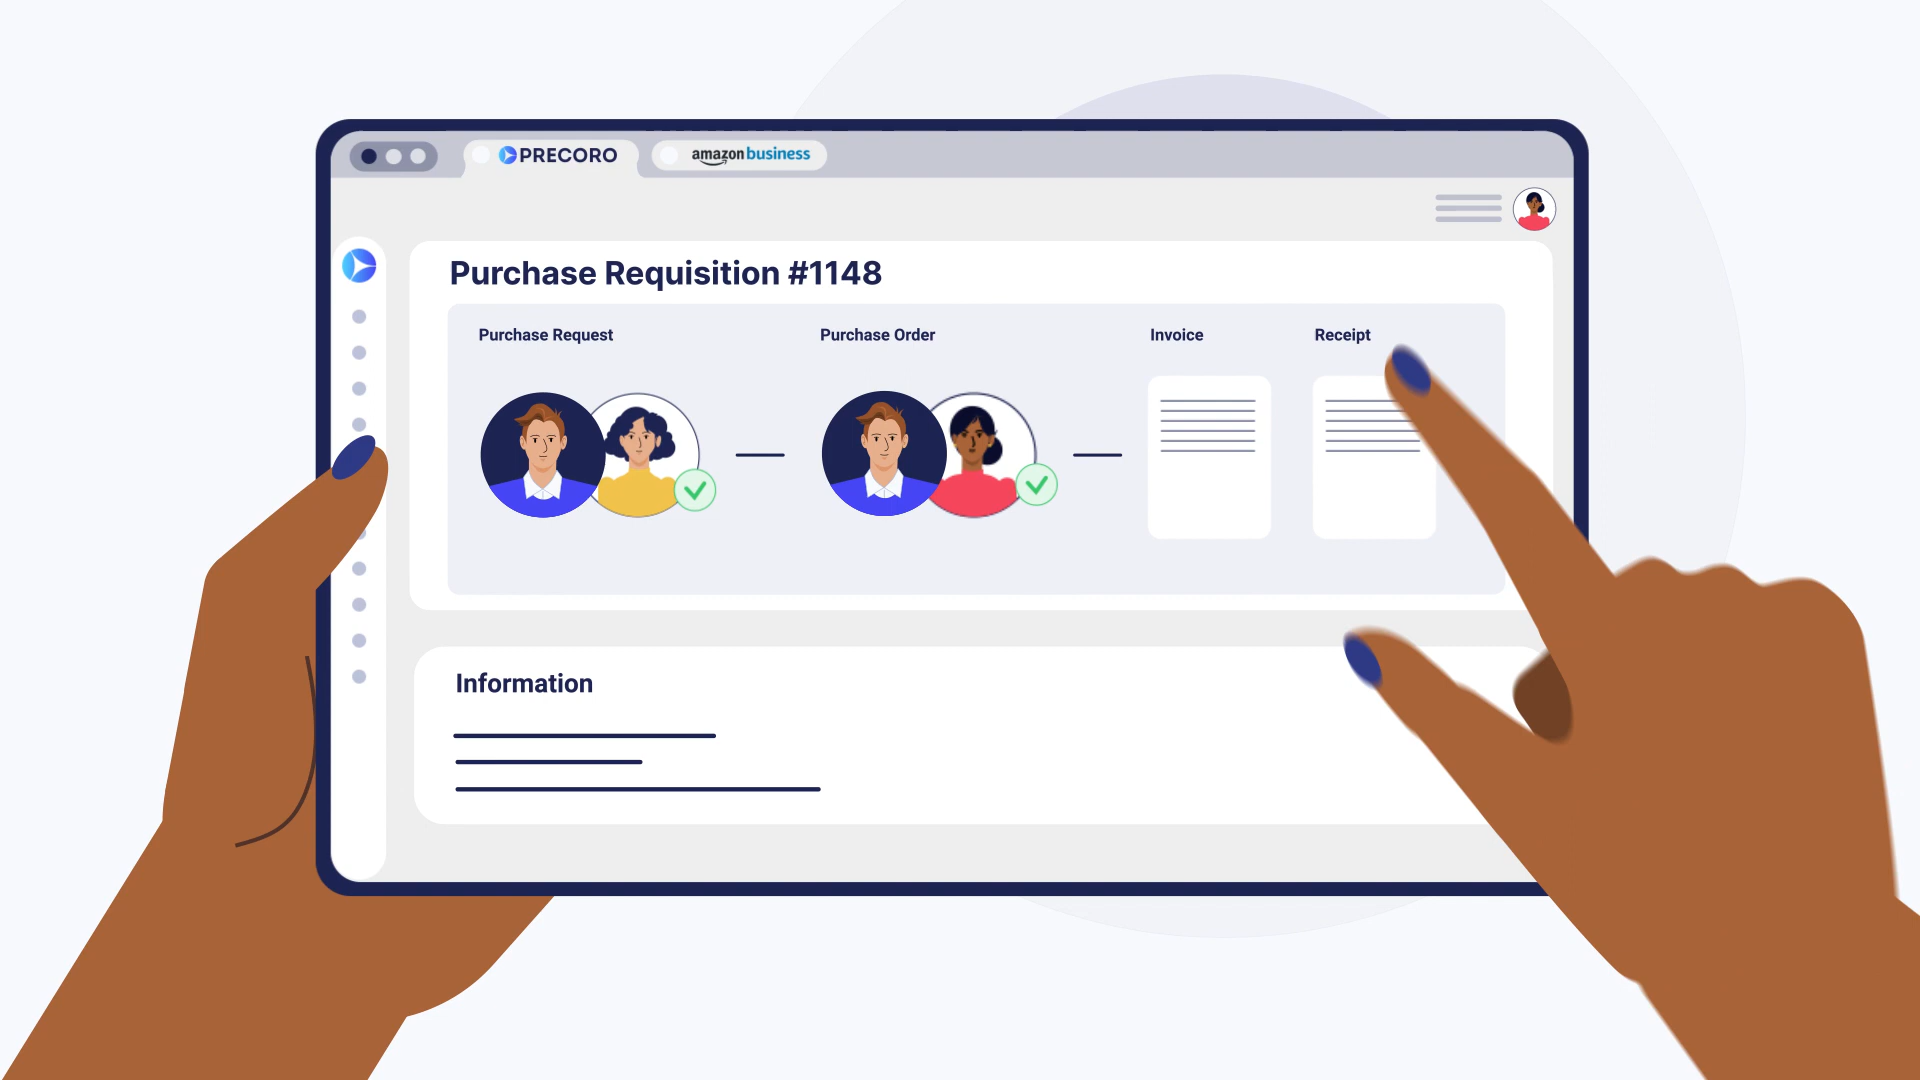 PRECORO
amazon business
Purchase Requisition #1148
Purchase Request
Purchase Order
Invoice
Receipt
Information